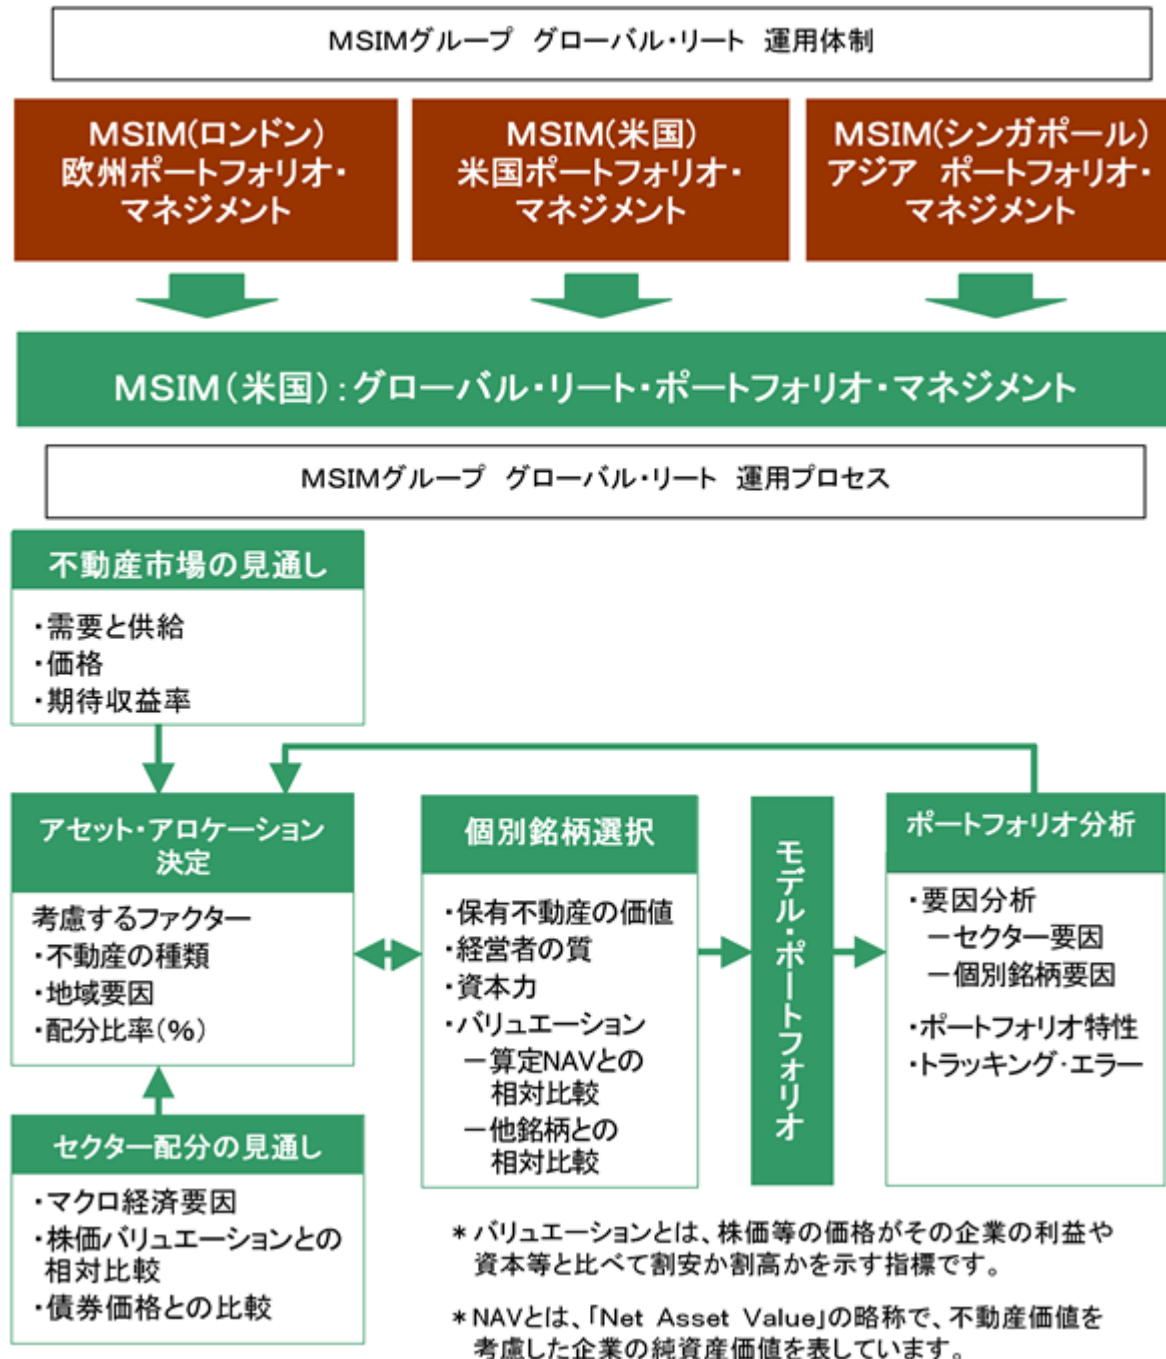 MSIMグループ グローバル・リート 運用体制
MSIM(ロンドン)
欧州ポートフォリオ・
マネジメント
MSIM(米国)
米国ポートフォリオ・
マネジメント
MSIM(シンガポール)
アジア ポートフォリオ・
マネジメント
MSIM(米国):グローバル・リート・ポートフォリオ・マネジメント
MSIMグループ グローバル・リート 運用プロセス
不動産市場の見通し
・需要と供給
・価格
・期待収益率
アセット・アロケーション
決定
考慮するファクター
・不動産の種類
・地域要因
・配分比率(%)
セクター配分の見通し
・マクロ経済要因
・株価バリュエーションとの
相対比較
・債券価格との比較
個別銘柄選択
・保有不動産の価値
・経営者の質
・資本力
・バリュエーション
－算定NAVとの
相対比較
－他銘柄との
相対比較
モデル・ポートフォリオ
ポートフォリオ分析
・要因分析
－セクター要因
－個別銘柄要因
・ポートフォリオ特性
・トラッキング・エラー
＊バリュエーションとは、株価等の価格がその企業の利益や
資本等と比べて割安か割高かを示す指標です。
＊NAVとは、「Net Asset Value」の略称で、不動産価値を
考慮した企業の純資産価値を表しています。